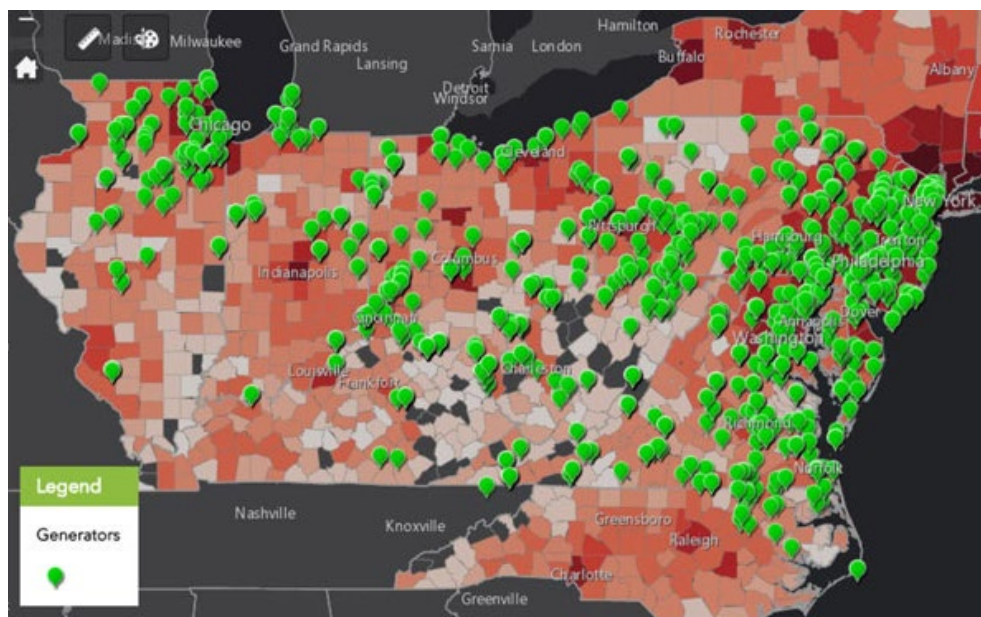 Hamilton
Rochester
Madis
Milwaukee
Grand Rapids
Sarnia
London
Lansing
Buffalo
Albany
Detroit
Windsor
Chicago
Cleveland
New York
Pittsburgh
Harrisburg
Trenton
Philadelphia
Columbus
Indianapolis
Cincinnati
Annapolis
Dover
Washington
Louisville
Frankfort
Charleston
Richmond
Norfolk
Legend
Generators
Nashville
Knoxville
Greensboro
Raleigh
Charlotte
Greenville